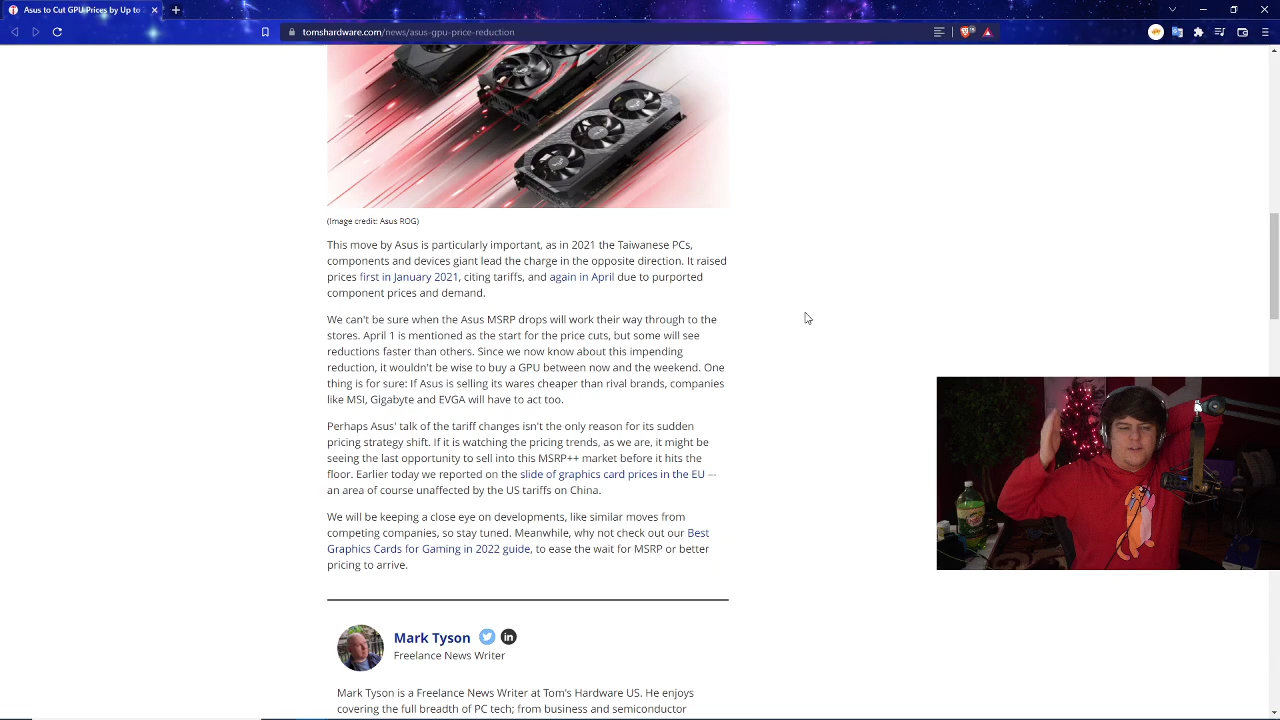 Asus to Cut GPU Prices by Up to
tomshardware.com/news/asus-gpu-price-reduction
(Image credit: Asus ROG)
This move by Asus is particularly important, as in 2021 the Taiwanese PCs,
components and devices giant lead the charge in the opposite direction. It raised
prices first in January 2021, citing tariffs, and again in April due to purported
component prices and demand.
We can't be sure when the Asus MSRP drops will work their way through to the
stores. April 1 is mentioned as the start for the price cuts, but some will see
reductions faster than others. Since we now know about this impending
reduction, it wouldn't be wise to buy a GPU between now and the weekend. One
thing is for sure: If Asus is selling its wares cheaper than rival brands, companies
like MSI, Gigabyte and EVGA will have to act too.
Perhaps Asus' talk of the tariff changes isn't the only reason for its sudden
pricing strategy shift. If it is watching the pricing trends, as we are, it might be
seeing the last opportunity to sell into this MSRP++ market before it hits the
floor. Earlier today we reported on the slide of graphics card prices in the EU –-
an area of course unaffected by the US tariffs on China.
We will be keeping a close eye on developments, like similar moves from
competing companies, so stay tuned. Meanwhile, why not check out our Best
Graphics Cards for Gaming in 2022 guide, to ease the wait for MSRP or better
pricing to arrive.
Mark Tyson
Freelance News Writer
Mark Tyson is a Freelance News Writer at Tom's Hardware US. He enjoys
covering the full breadth of PC tech; from business and semiconductor